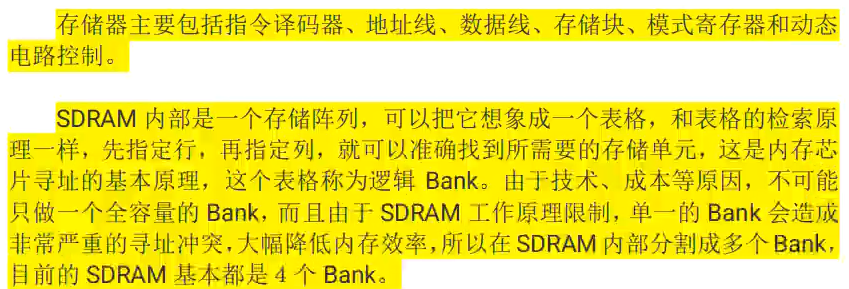 存储器主要包括指令译码器、地址线、数据线、存储块、模式寄存器和动态
电路控制。
SDRAM 内部是一个存储阵列，可以把它想象成一个表格，和表格的检索原
理一样，先指定行，再指定列，就可以准确找到所需要的存储单元，这是内存芯
片寻址的基本原理，这个表格称为逻辑 Bank。由于技术、成本等原因，不可能
只做一个全容量的 Bank，而且由于 SDRAM 工作原理限制，单一的 Bank 会造成
非常严重的寻址冲突，大幅降低内存效率，所以在 SDRAM 内部分割成多个 Bank，
目前的 SDRAM 基本都是 4 个 Bank。